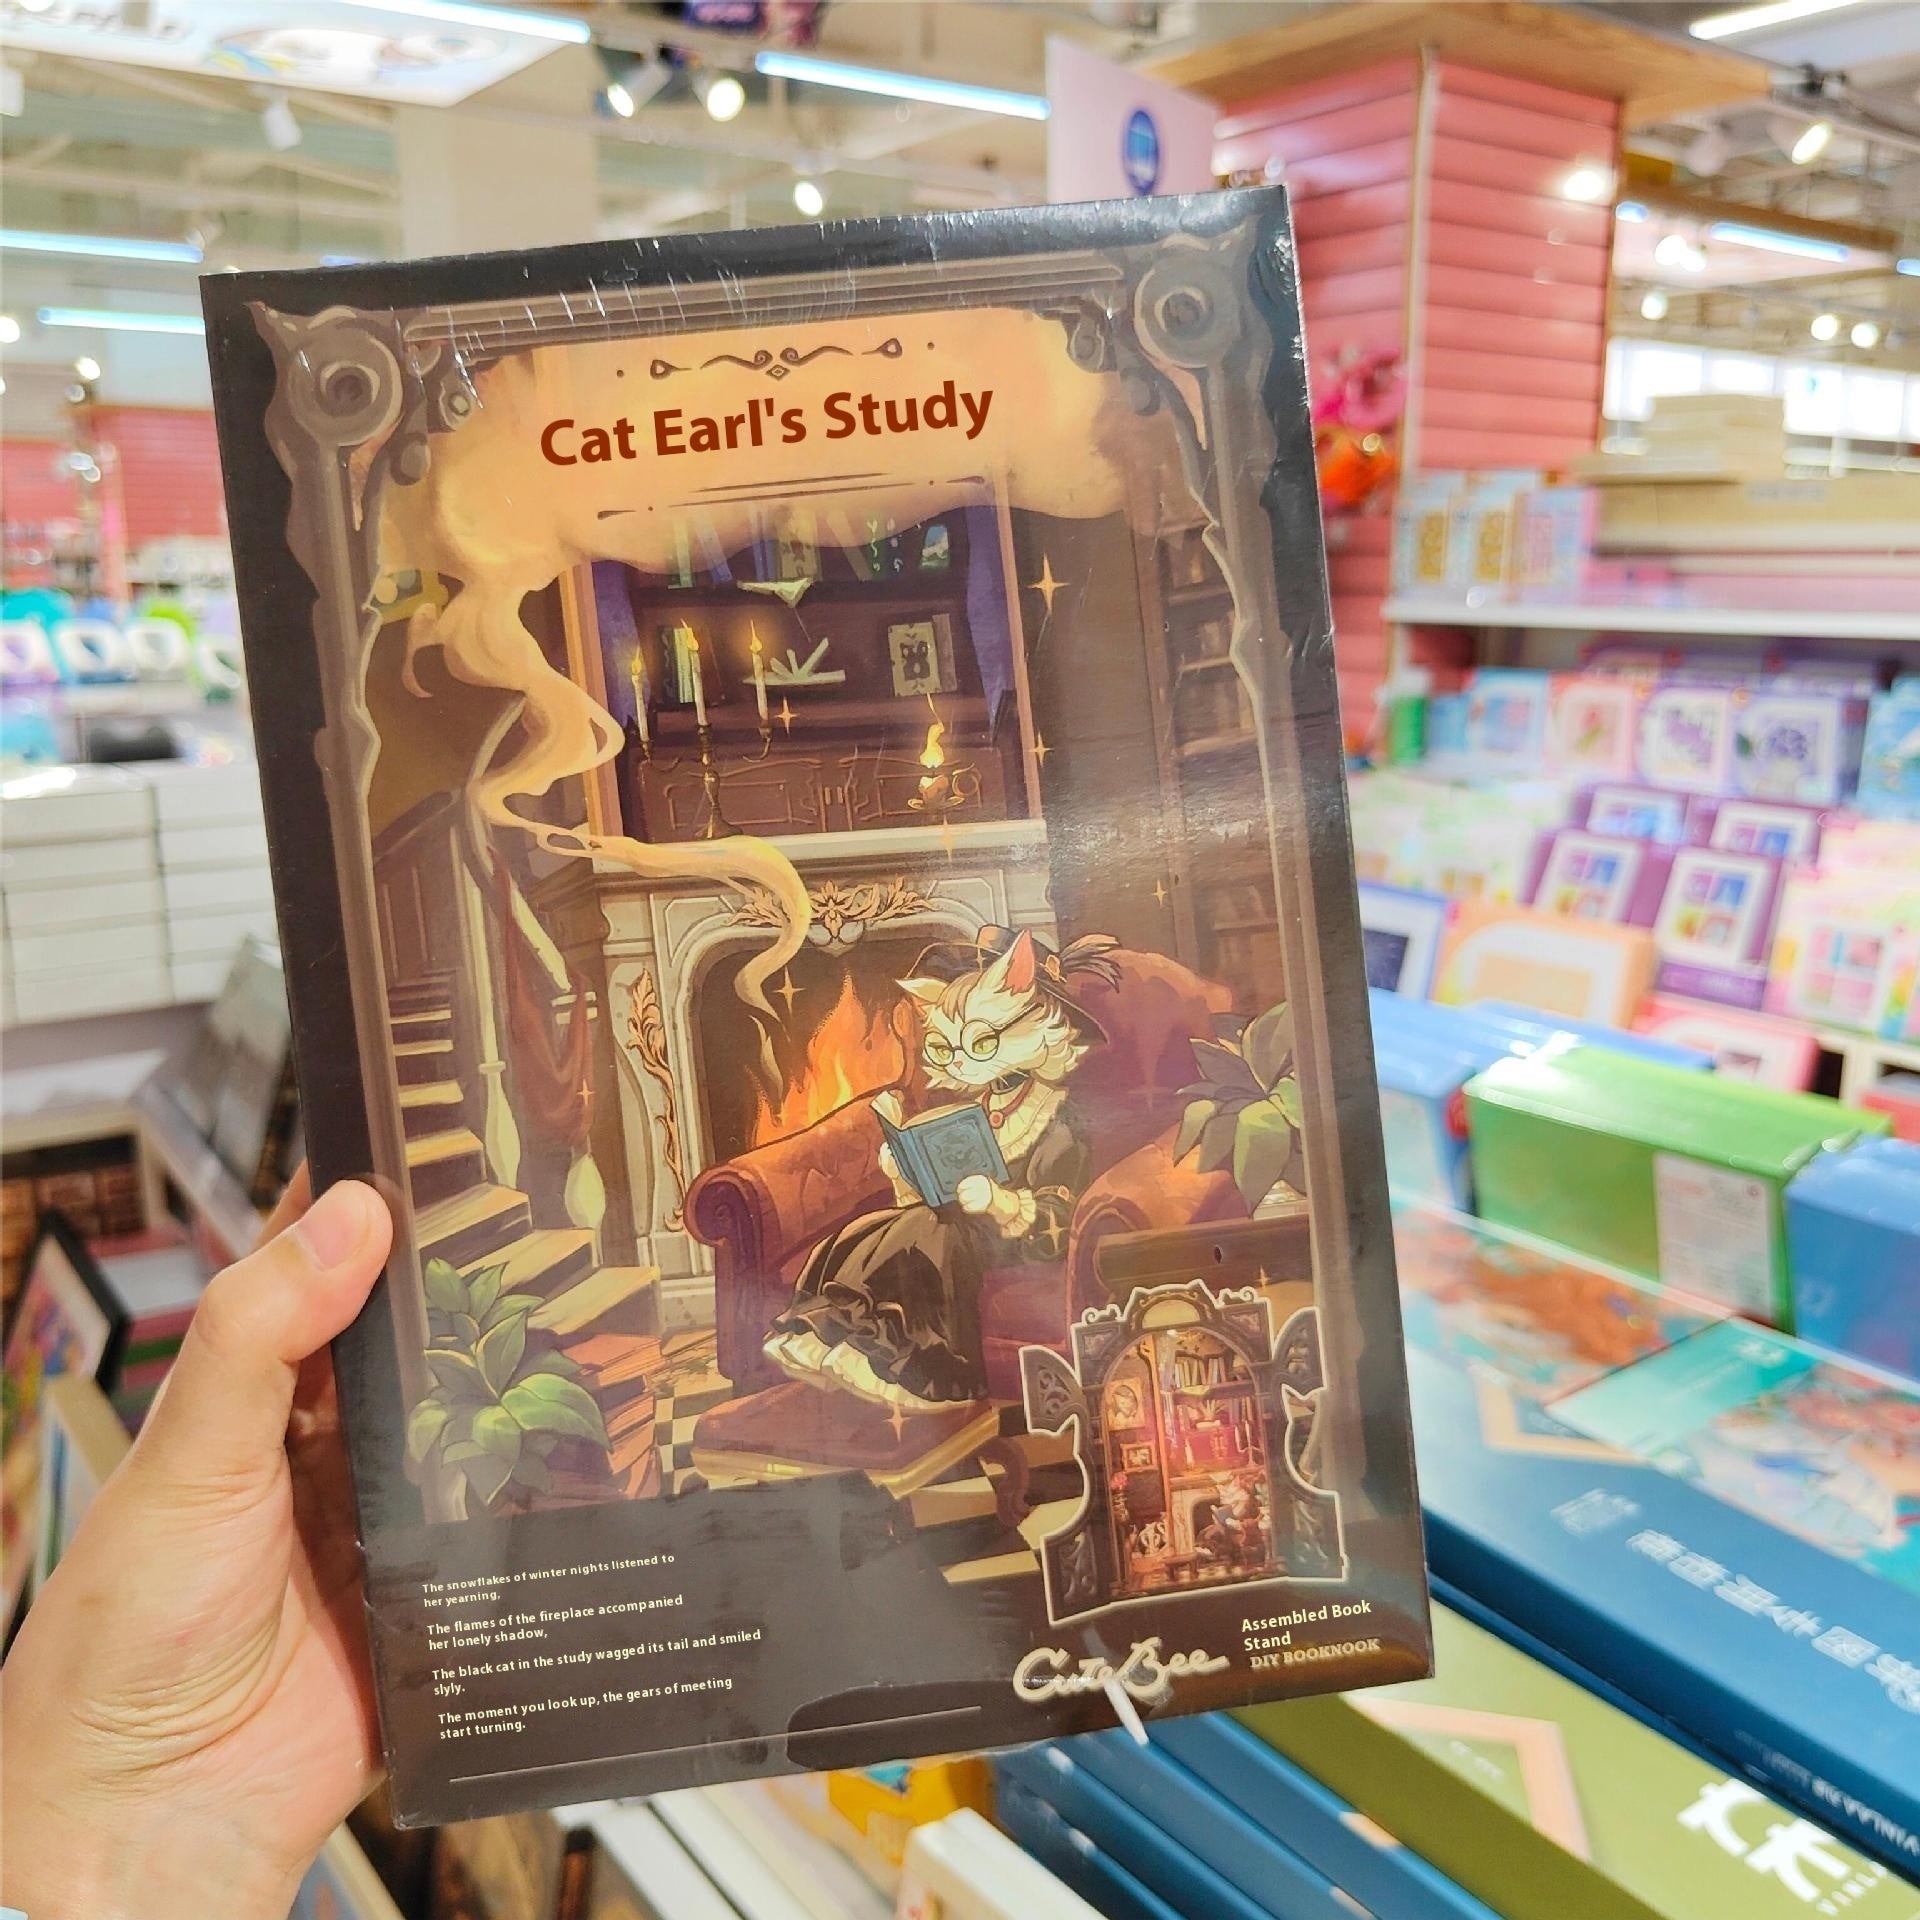 Cat Earl's Study
The snowflakes of winter nights listened to
her yearning,
The flames of the fireplace accompanied
her lonely shadow,
The black cat in the study wagged its tail and smiled
slyly.
The moment you look up, the gears of meeting
start turning.
CuteBee
Assembled Book
Stand
DIY BOOKNOOK